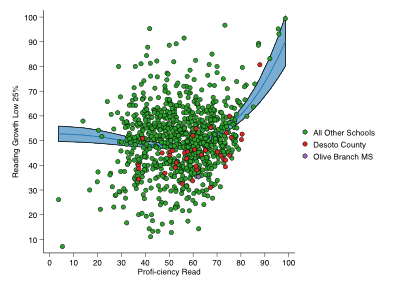 100
90
80
70
60
50
40
30
20
10
Reading Growth Low 25%
0 10 20 30 40 50 60 70 80 90 100
Profi-ciency Read
All Other Schools
Desoto County
Olive Branch MS